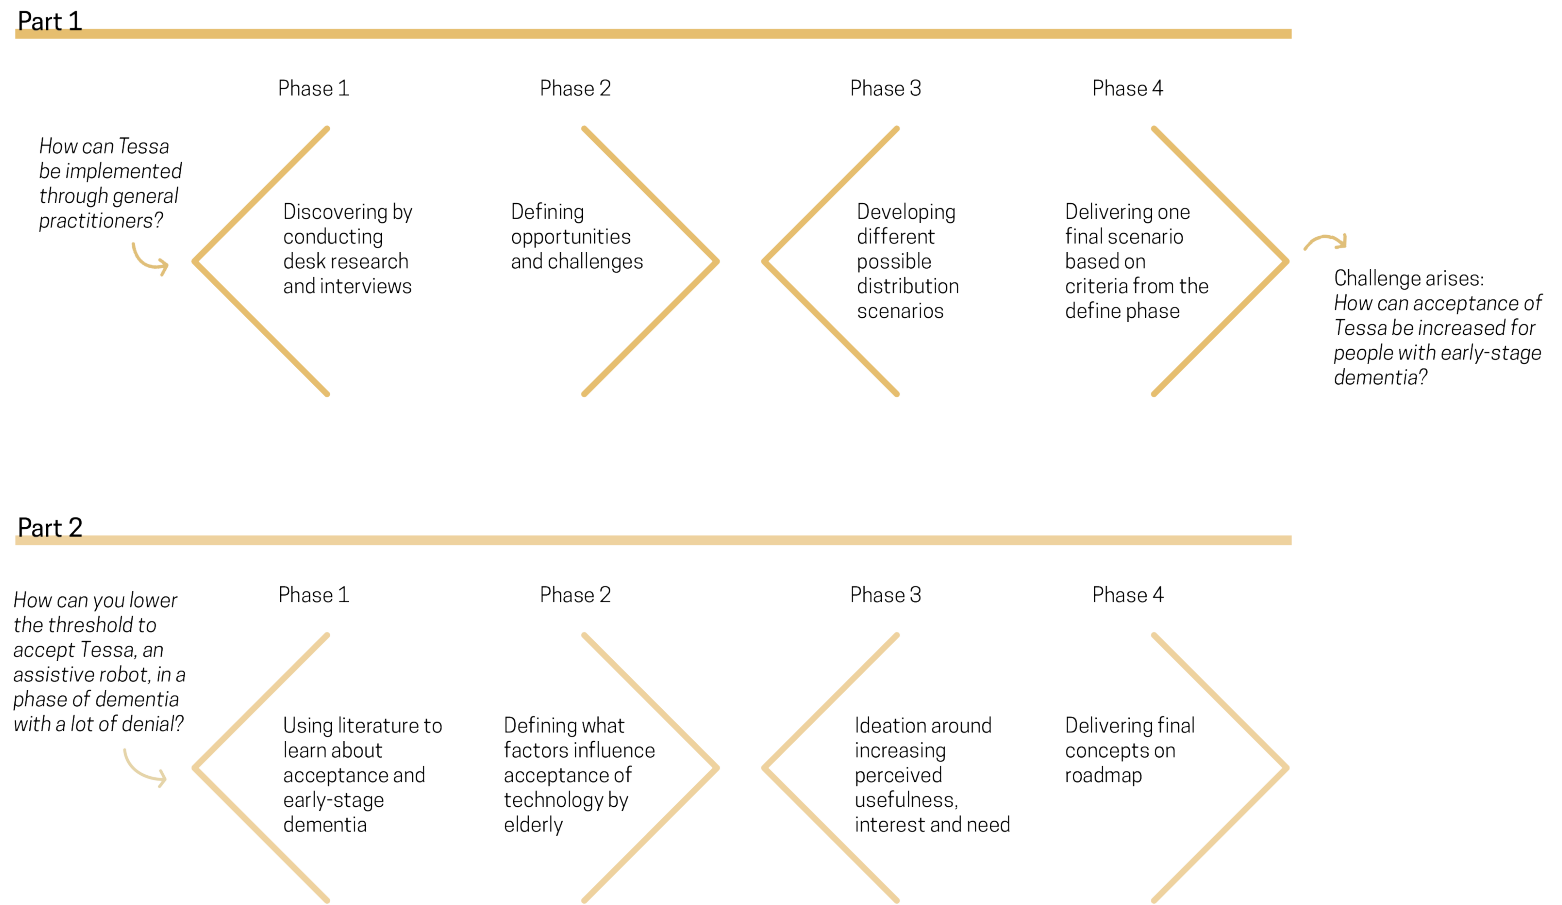 Part 1
Phase 1
Phase 2
Phase 3
Phase 4
How can Tessa
be implemented
through general
practitioners?
Discovering by
conducting
desk research
and interviews
Defining
opportunities
and challenges
Developing
different
possible
distribution
scenarios
Delivering one
final scenario
based on
criteria from the
define phase
Challenge arises:
How can acceptance of
Tessa be increased for
people with early-stage
dementia?
Part 2
Phase 1
Phase 2
Phase 3
Phase 4
How can you lower
the threshold to
accept Tessa, an
assistive robot, in a
phase of dementia
with a lot of denial?
Using literature to
learn about
acceptance and
early-stage
dementia
Defining what
factors influence
acceptance of
technology by
elderly
Ideation around
increasing
perceived
usefulness,
interest and need
Delivering final
concepts on
roadmap